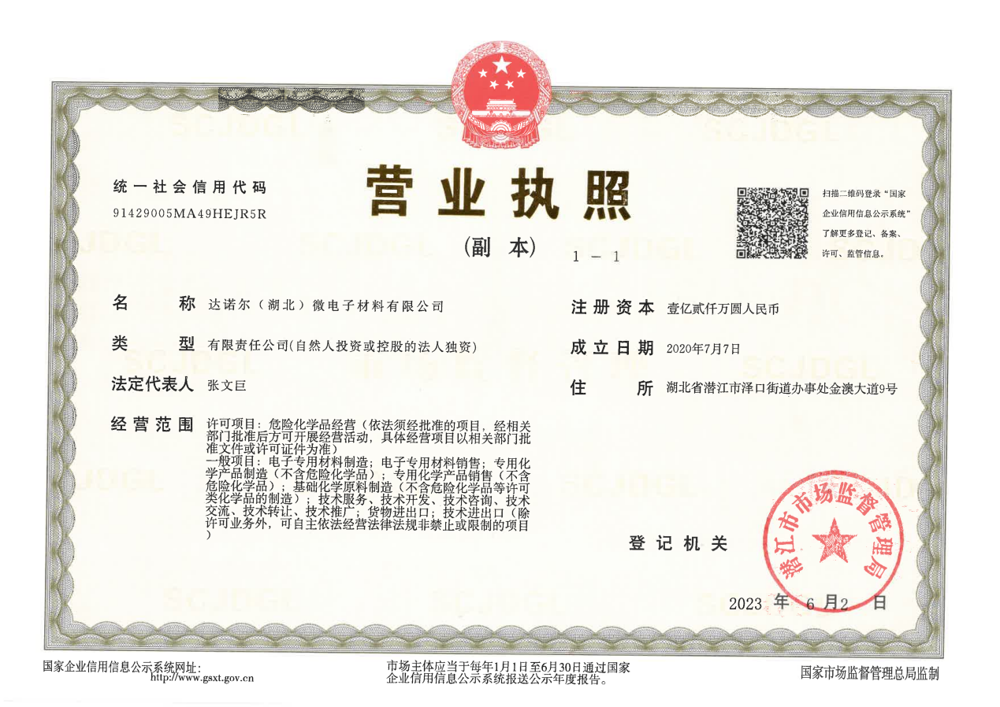 营业执照
(副 本)
1 - 1
统一社会信用代码
91429005MA49HEJR5R
扫描二维码登录“国家
企业信用信息公示系统”
了解更多登记、备案、
许可、监管信息。
名 称 达诺尔（湖北）微电子材料有限公司
类 型 有限责任公司(自然人投资或控股的法人独资)
法定代表人 张文巨
经营范围 许可项目：危险化学品经营（依法须经批准的项目，经相关
部门批准后方可开展经营活动，具体经营项目以相关部门批
准文件或许可证件为准）
一般项目：电子专用材料制造；电子专用材料销售；专用化
学产品制造（不含危险化学品）；专用化学产品销售（不含
危险化学品）；基础化学原料制造（不含危险化学品等许可
类化学品的制造）；技术服务、技术开发、技术咨询、技术
交流、技术转让、技术推广；货物进出口；技术进出口（除
许可业务外，可自主依法经营法律法规非禁止或限制的项目
）
注册资本 壹亿贰仟万圆人民币
成立日期 2020年7月7日
住 所 湖北省潜江市泽口街道办事处金澳大道9号
登记机关
潜江市市场监督管理局
2023 年 6 月2 日
国家企业信用信息公示系统网址：
http://www.gsxt.gov.cn
市场主体应当于每年1月1日至6月30日通过国家
企业信用信息公示系统报送公示年度报告。
国家市场监督管理总局监制
SCJDGL